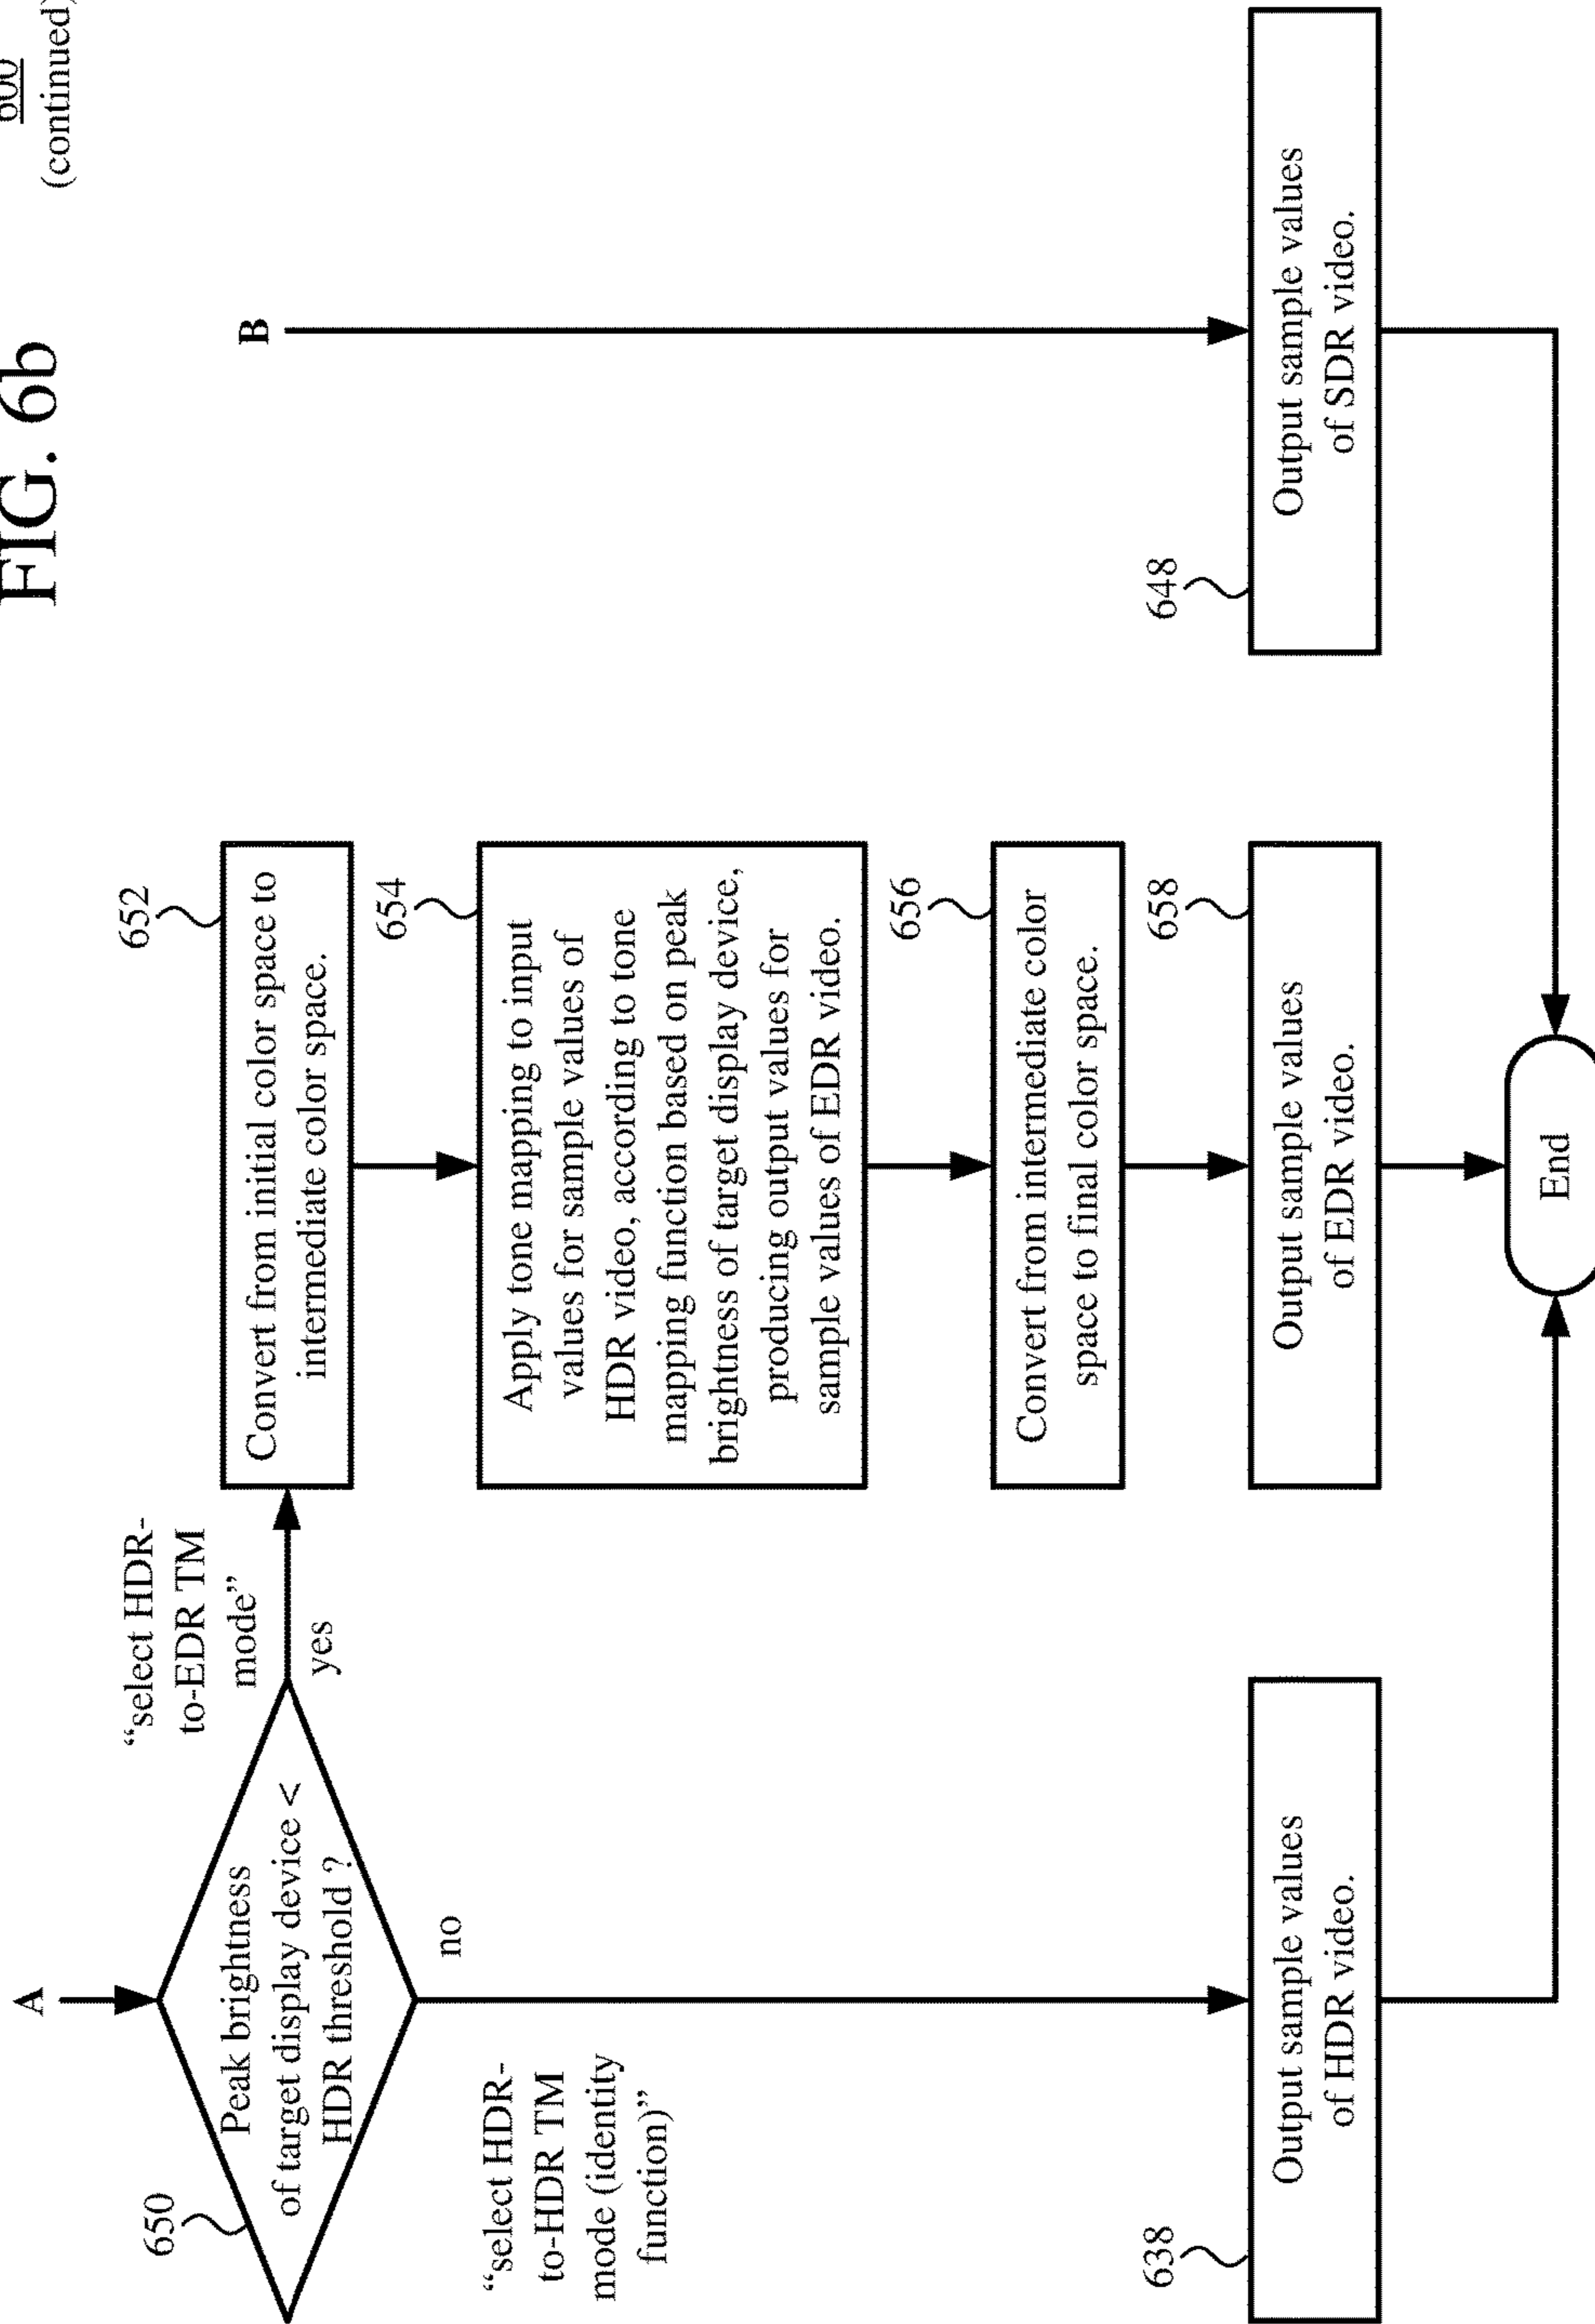 FIG. 6b
600
(continued)
A
650
Peak brightness
of target display device <
HDR threshold ?
“select HDR-
to-EDR TM
mode”
yes
no
“select HDR-
to-HDR TM
mode (identity
function)”
652
Convert from initial color space to
intermediate color space.
654
Apply tone mapping to input
values for sample values of
HDR video, according to tone
mapping function based on peak
brightness of target display device,
producing output values for
sample values of EDR video.
656
Convert from intermediate color
space to final color space.
B
638
Output sample values
of HDR video.
658
Output sample values
of EDR video.
648
Output sample values
of SDR video.
End